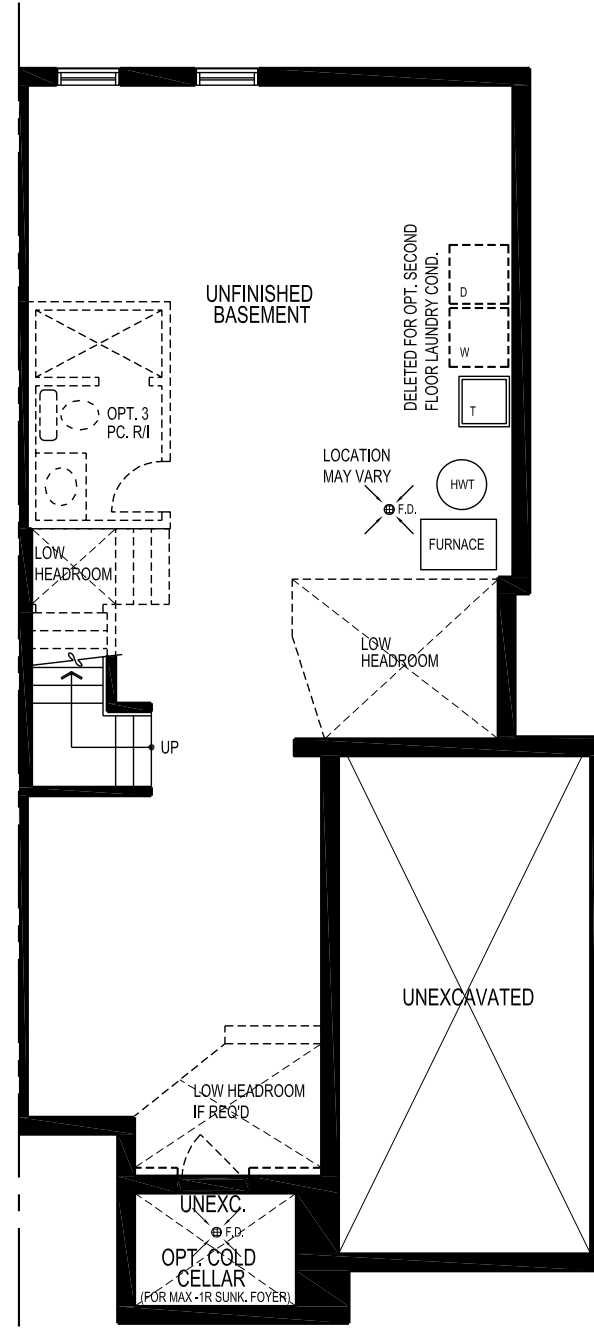 UNFINISHED
BASEMENT
DELETED FOR OPT. SECOND
FLOOR LAUNDRY COND.
D
W
T
OPT. 3
PC. R/I
LOCATION
MAY VARY
HWT
F.D.
FURNACE
LOW
HEADROOM
LOW
HEADROOM
UP
UNEXCAVATED
LOW HEADROOM
IF REQ'D
UNEXC.
F.D.
OPT. COLD
CELLAR
(FOR MAX -1R SUNK. FOYER)